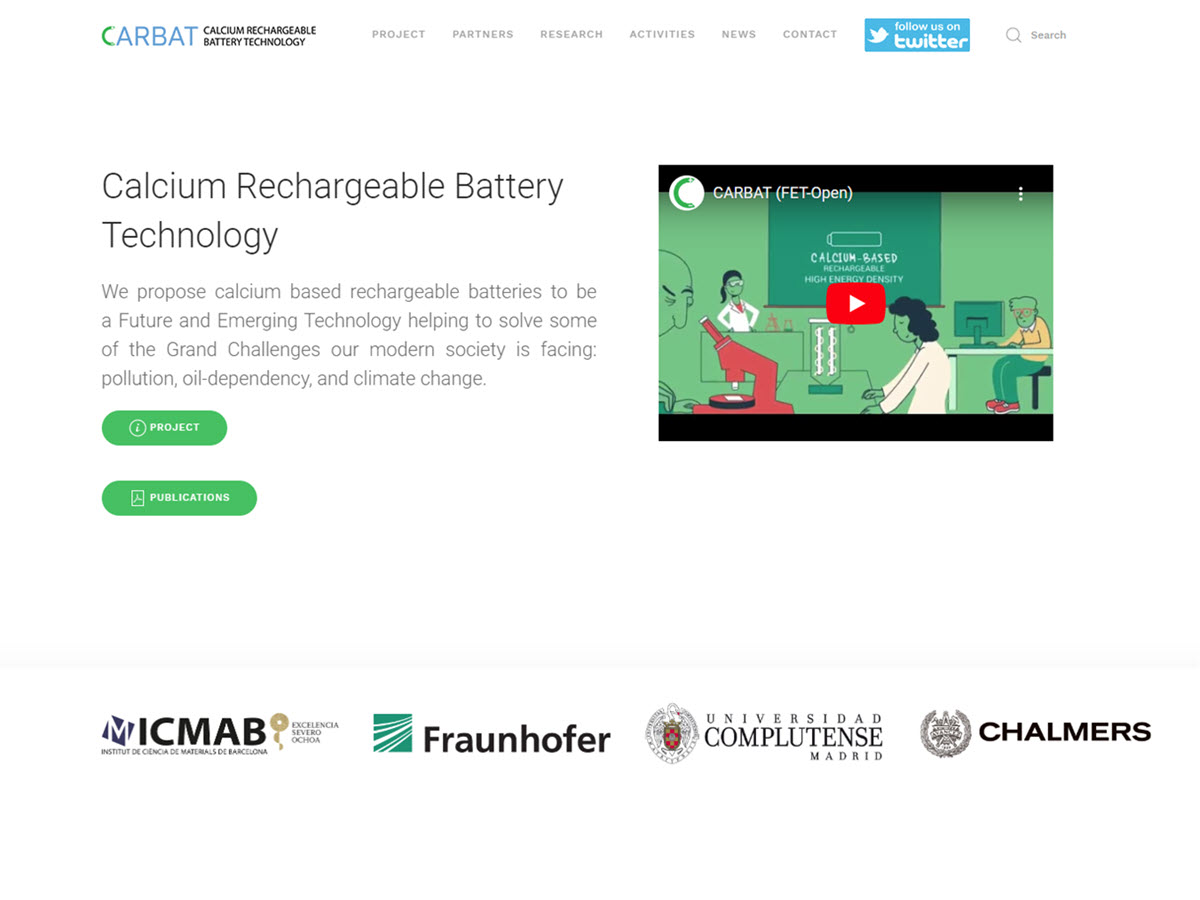 CARBAT CALCIUM RECHARGEABLE
BATTERY TECHNOLOGY
PROJECT PARTNERS RESEARCH ACTIVITIES NEWS CONTACT
follow us on
twitter
Search
Calcium Rechargeable Battery
Technology
We propose calcium based rechargeable batteries to be
a Future and Emerging Technology helping to solve some
of the Grand Challenges our modern society is facing:
pollution, oil-dependency, and climate change.
PROJECT
PUBLICATIONS
CARBAT (FET-Open)
CALCIUM-BASED
RECHARGEABLE
HIGH ENERGY DENSITY
ICMAB
INSTITUT DE CIÈNCIA DE MATERIALS DE BARCELONA
EXCELENCIA
SEVERO
OCHOA
Fraunhofer
UNIVERSIDAD
COMPLUTENSE
MADRID
CHALMERS